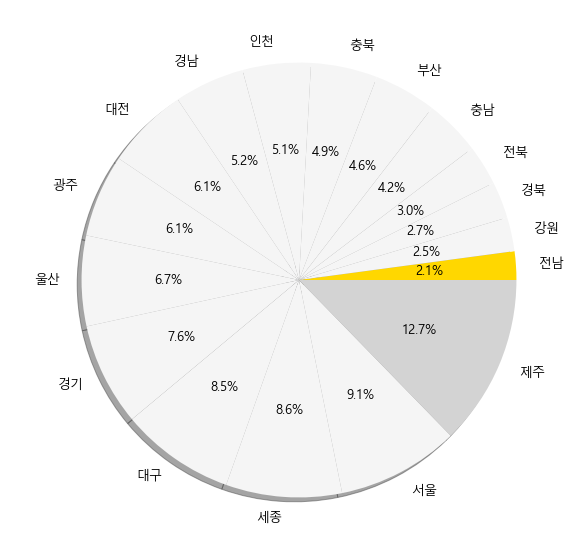 인천
충북
경남
부산
대전
충남
전북
광주
경북
강원
울산
전남
경기
제주
대구
서울
세종
5.1%
4.9%
5.2%
4.6%
6.1%
4.2%
3.0%
6.1%
2.7%
2.5%
2.1%
6.7%
12.7%
7.6%
8.5%
9.1%
8.6%